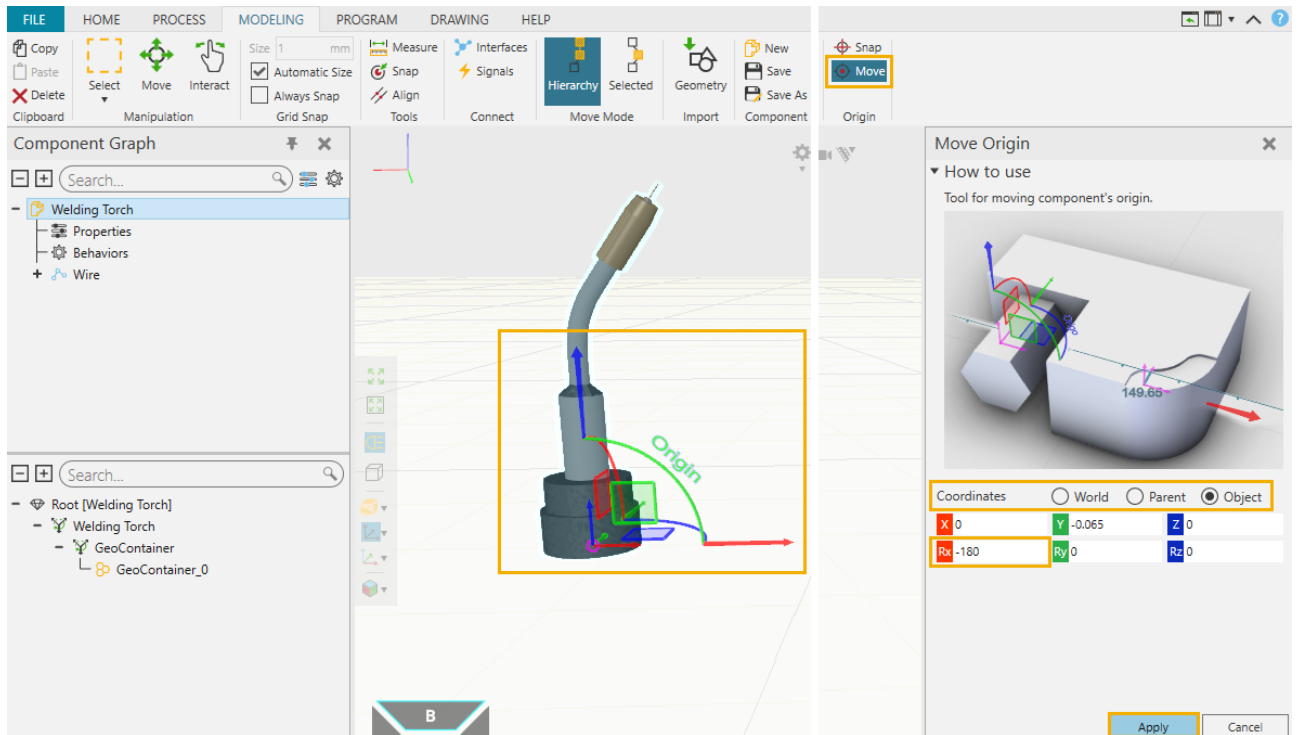 FILE HOME PROCESS MODELING PROGRAM DRAWING HELP
Copy
Paste
Delete
Clipboard
Select Move Interact
Manipulation
Size 1 mm
Automatic Size
Always Snap
Grid Snap
Measure
Snap
Align
Tools
Interfaces
Signals
Connect
Hierarchy Selected
Move Mode
Geometry
Import
New
Save
Save As
Component
Snap
Move
Origin
Component Graph
Search...
Welding Torch
Properties
Behaviors
Wire
Search...
Root [Welding Torch]
Welding Torch
GeoContainer
GeoContainer_0
Origin
B
Move Origin
How to use
Tool for moving component's origin.
149.65
Coordinates World Parent Object
X 0 Y -0.065 Z 0
Rx -180 Ry 0 Rz 0
Apply Cancel